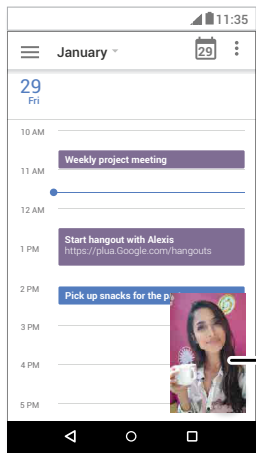 11:35
January
29
29
Fri
10 AM
Weekly project meeting
11 AM
12 AM
Start hangout with Alexis
1 PM
https://plua.Google.com/hangouts
2 PM
Pick up snacks for the p
3 PM
4 PM
5 PM